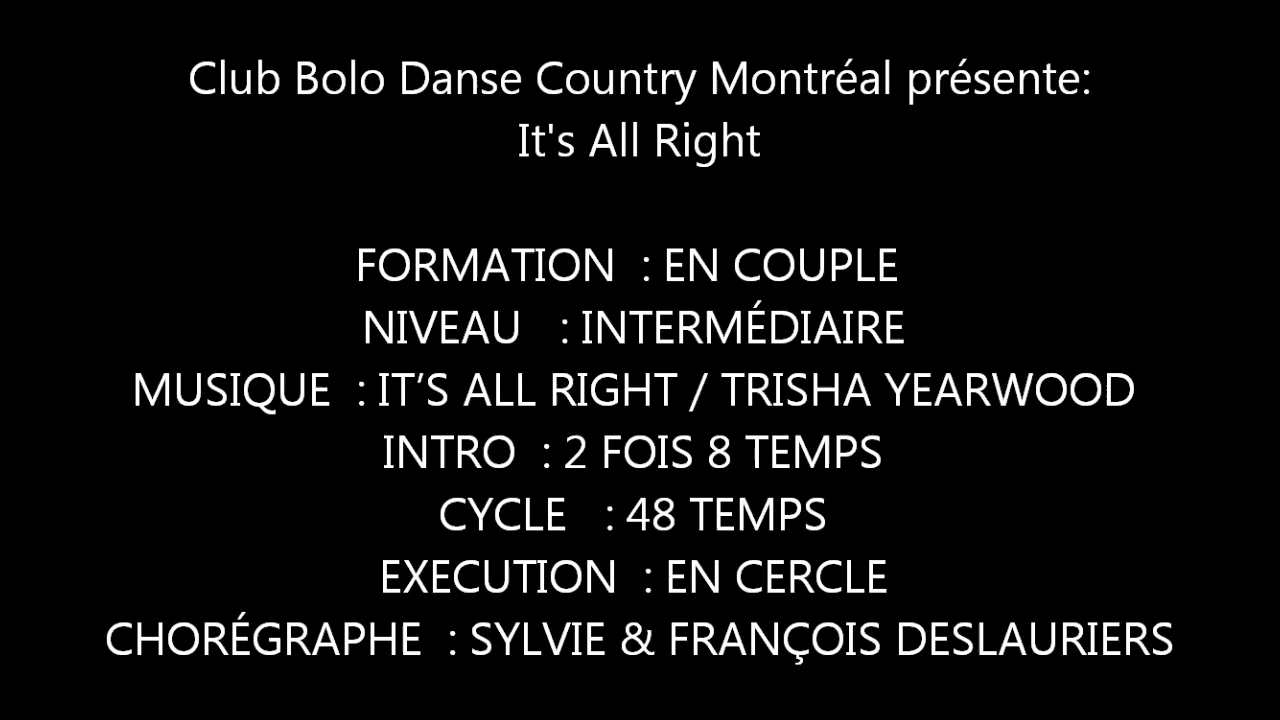 Club Bolo Danse Country Montréal présente:
It's All Right
FORMATION : EN COUPLE
NIVEAU : INTERMÉDIAIRE
MUSIQUE : IT’S ALL RIGHT / TRISHA YEARWOOD
INTRO : 2 FOIS 8 TEMPS
CYCLE : 48 TEMPS
EXECUTION : EN CERCLE
CHORÉGRAPHE : SYLVIE & FRANÇOIS DESLAURIERS